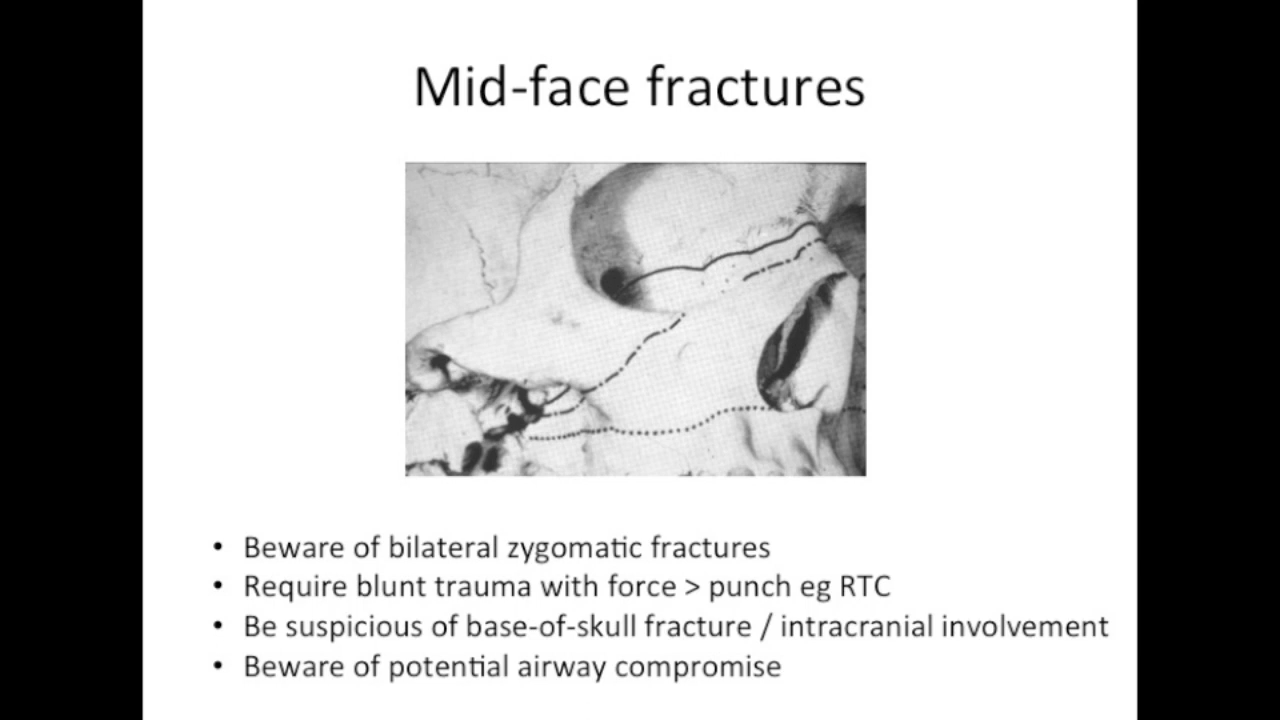 Mid-face fractures
• Beware of bilateral zygomatic fractures
• Require blunt trauma with force > punch eg RTC
• Be suspicious of base-of-skull fracture / intracranial involvement
• Beware of potential airway compromise